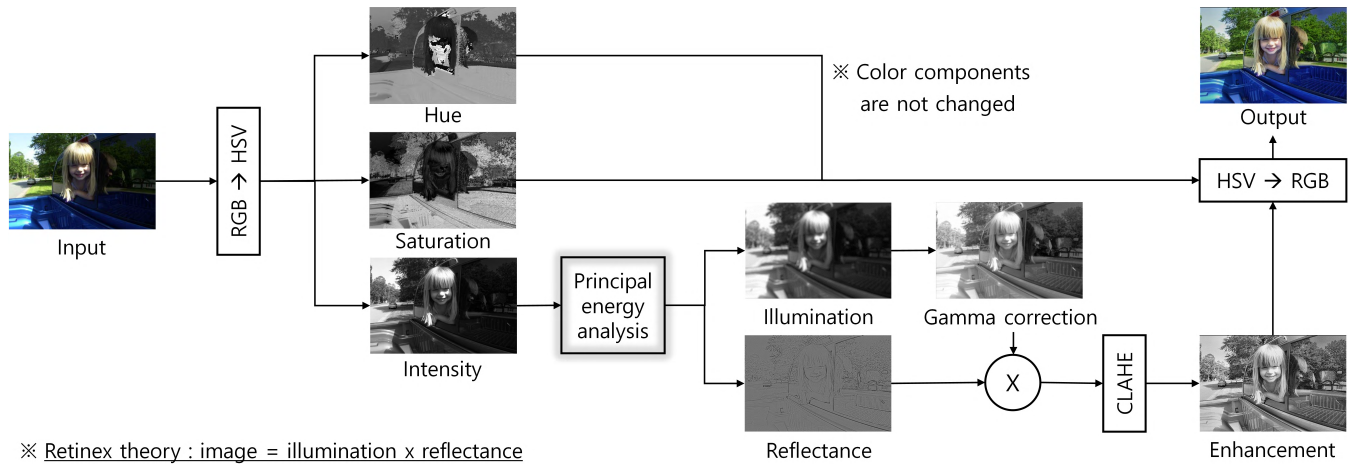 Hue
※ Color components
are not changed
Output
Input
RGB → HSV
Saturation
HSV → RGB
Intensity
Principal
energy
analysis
Illumination
Gamma correction
Reflectance
X
CLAHE
Enhancement
※ Retinex theory : image = illumination x reflectance